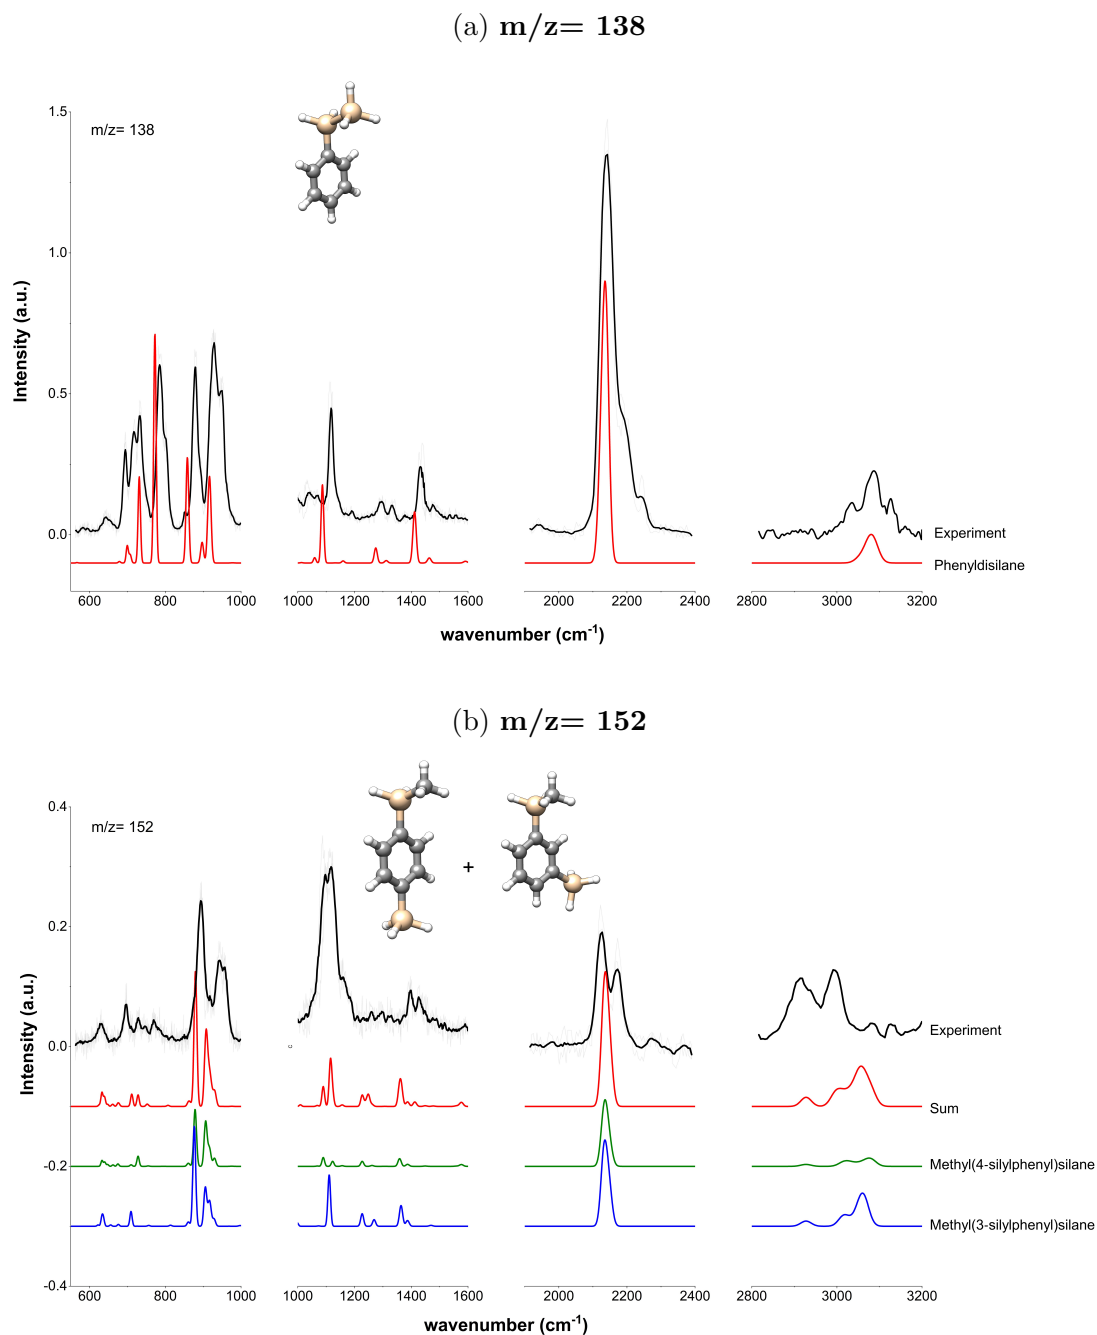 (a) m/z= 138
1.5
m/z= 138
1.0
Intensity (a.u.)
0.5
0.0
Experiment
Phenyldisilane
600 800 1000 1000 1200 1400 1600 2000 2200 2400 2800 3000 3200
wavenumber (cm-1)
(b) m/z= 152
0.4
m/z= 152
+
0.2
Intensity (a.u.)
0.0
Experiment
Sum
-0.2
Methyl(4-silylphenyl)silane
Methyl(3-silylphenyl)silane
-0.4
600 800 1000 1000 1200 1400 1600 2000 2200 2400 2800 3000 3200
wavenumber (cm-1)